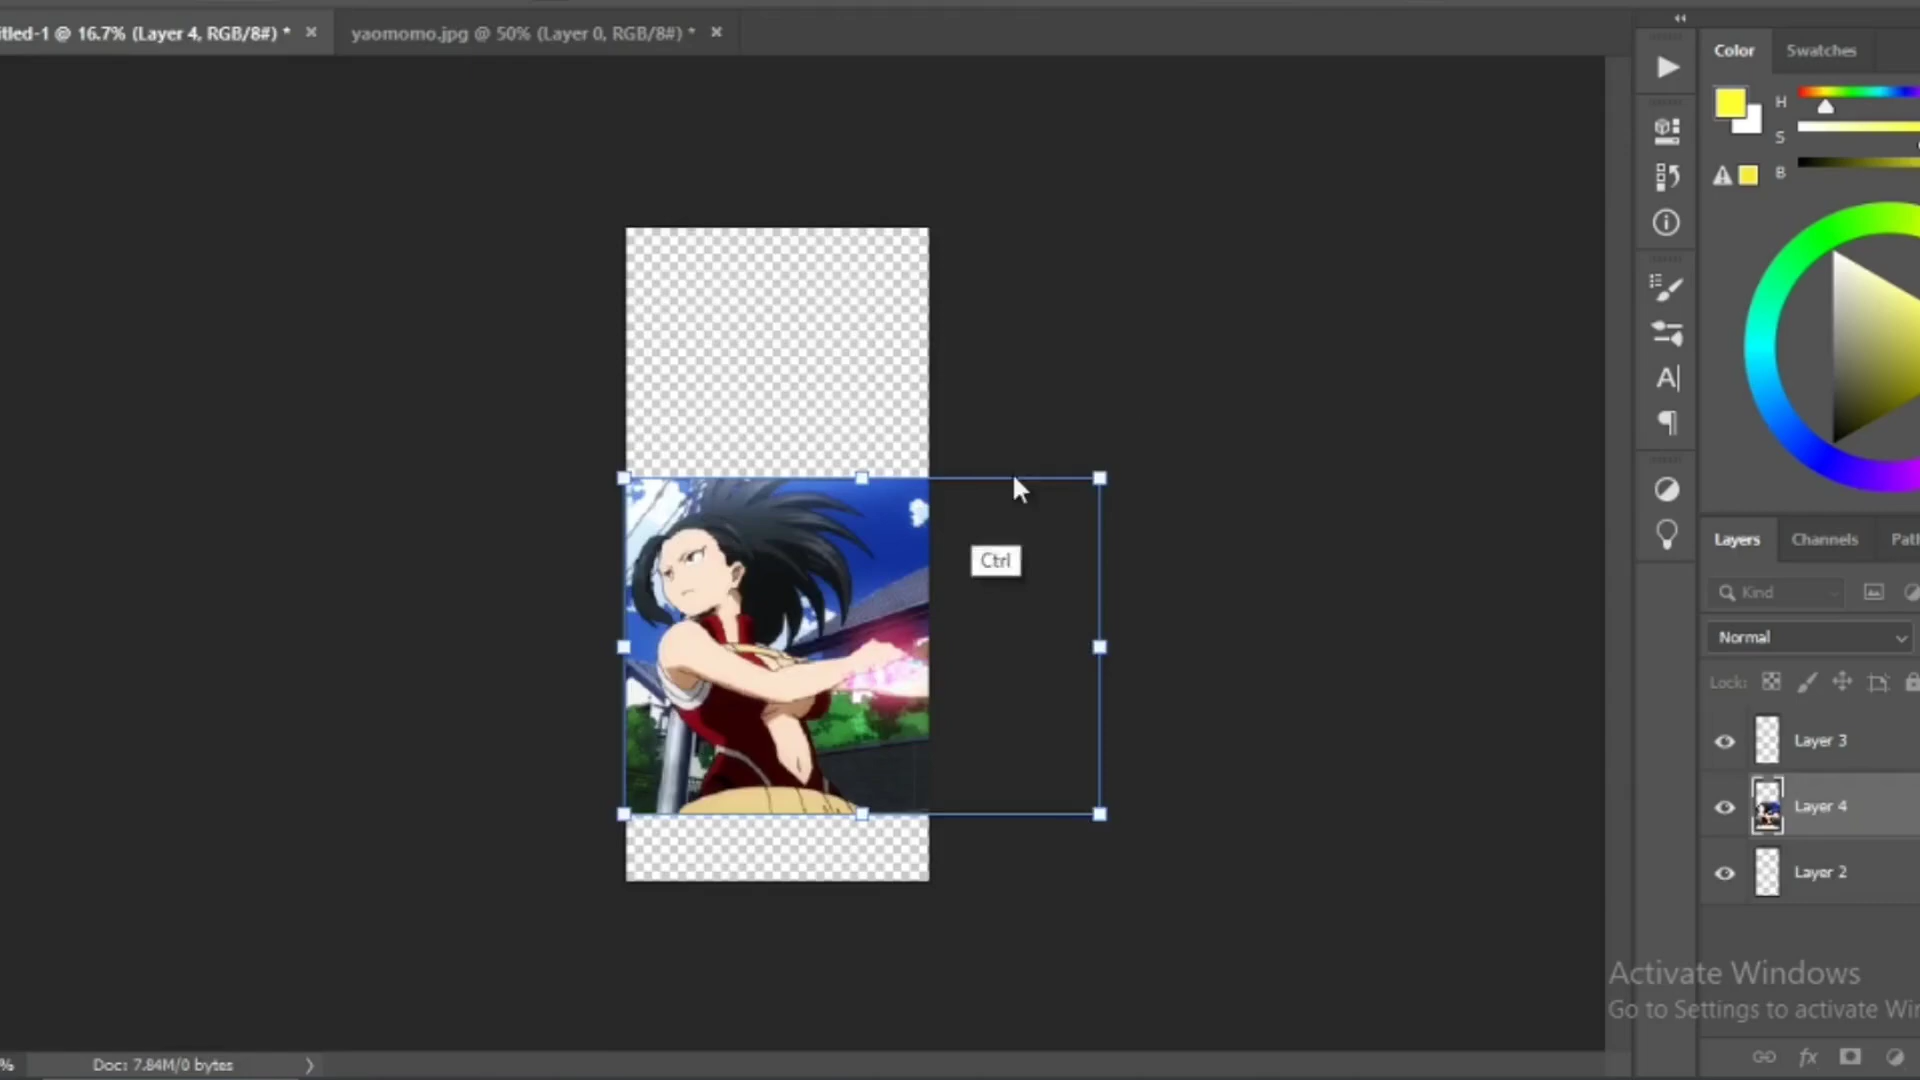 itled-1 @ 16.7% (Layer 4, RGB/8#) *
yaomomo.jpg @ 50% (Layer 0, RGB/8#) *
Color
Swatches
H
S
B
Ctrl
Layers
Channels
Path
Kind
Normal
Lock:
Layer 3
Layer 4
Layer 2
Activate Windows
Go to Settings to activate Win
%
Doc: 7.84M/0 bytes
fx